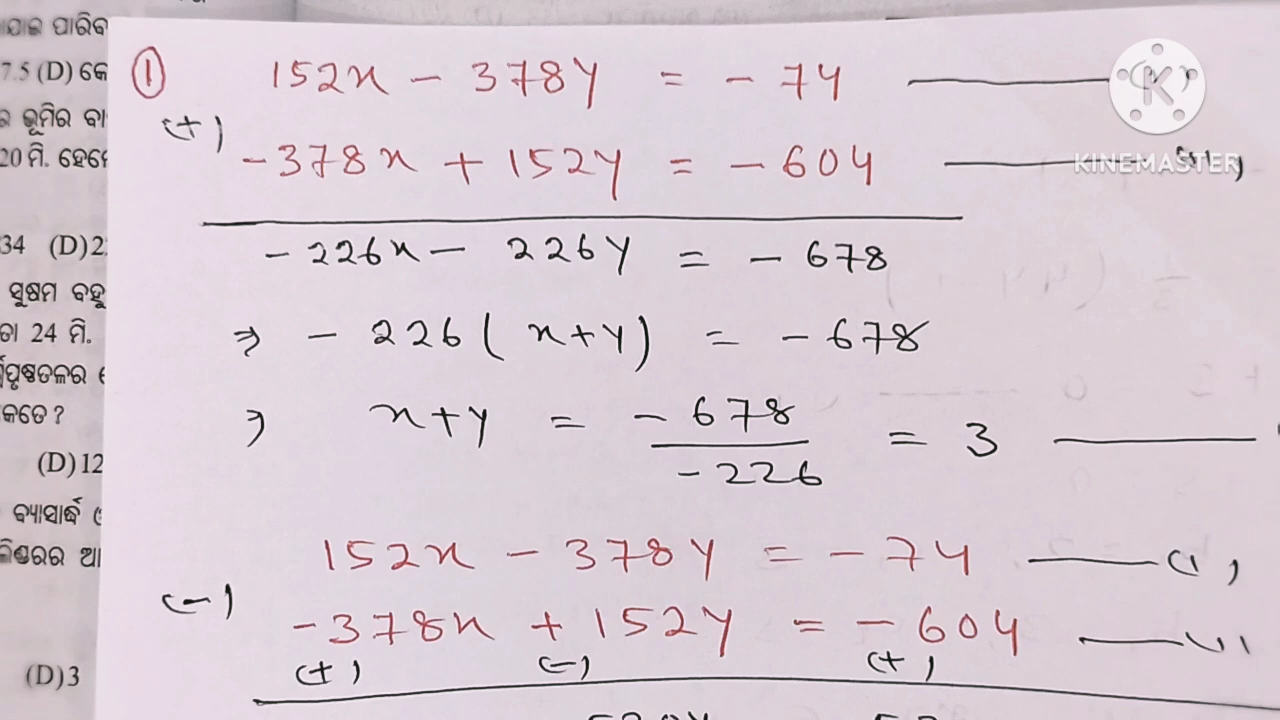 ପାରିବ
7.5 (D) କେ
ଭୂମିର ବା
20 ମି. ହେଲେ
34 (D) 2
ସୁଷମ ବହୁ
24 ମି.
କେତେ ?
(D) 12
ବ୍ୟାସାର୍ଦ୍ଧ
(D) 3
① 152x - 378y = - 74
(+) -378x + 152y = - 604
KINEMASTER
- 226x - 226y = - 678
⇒ - 226 ( x+y ) = - 678
⇒ x+y = - 678 / - 226 = 3
152x - 378y = - 74 (i)
(-) -378x + 152y = - 604
(+) (-) (+)